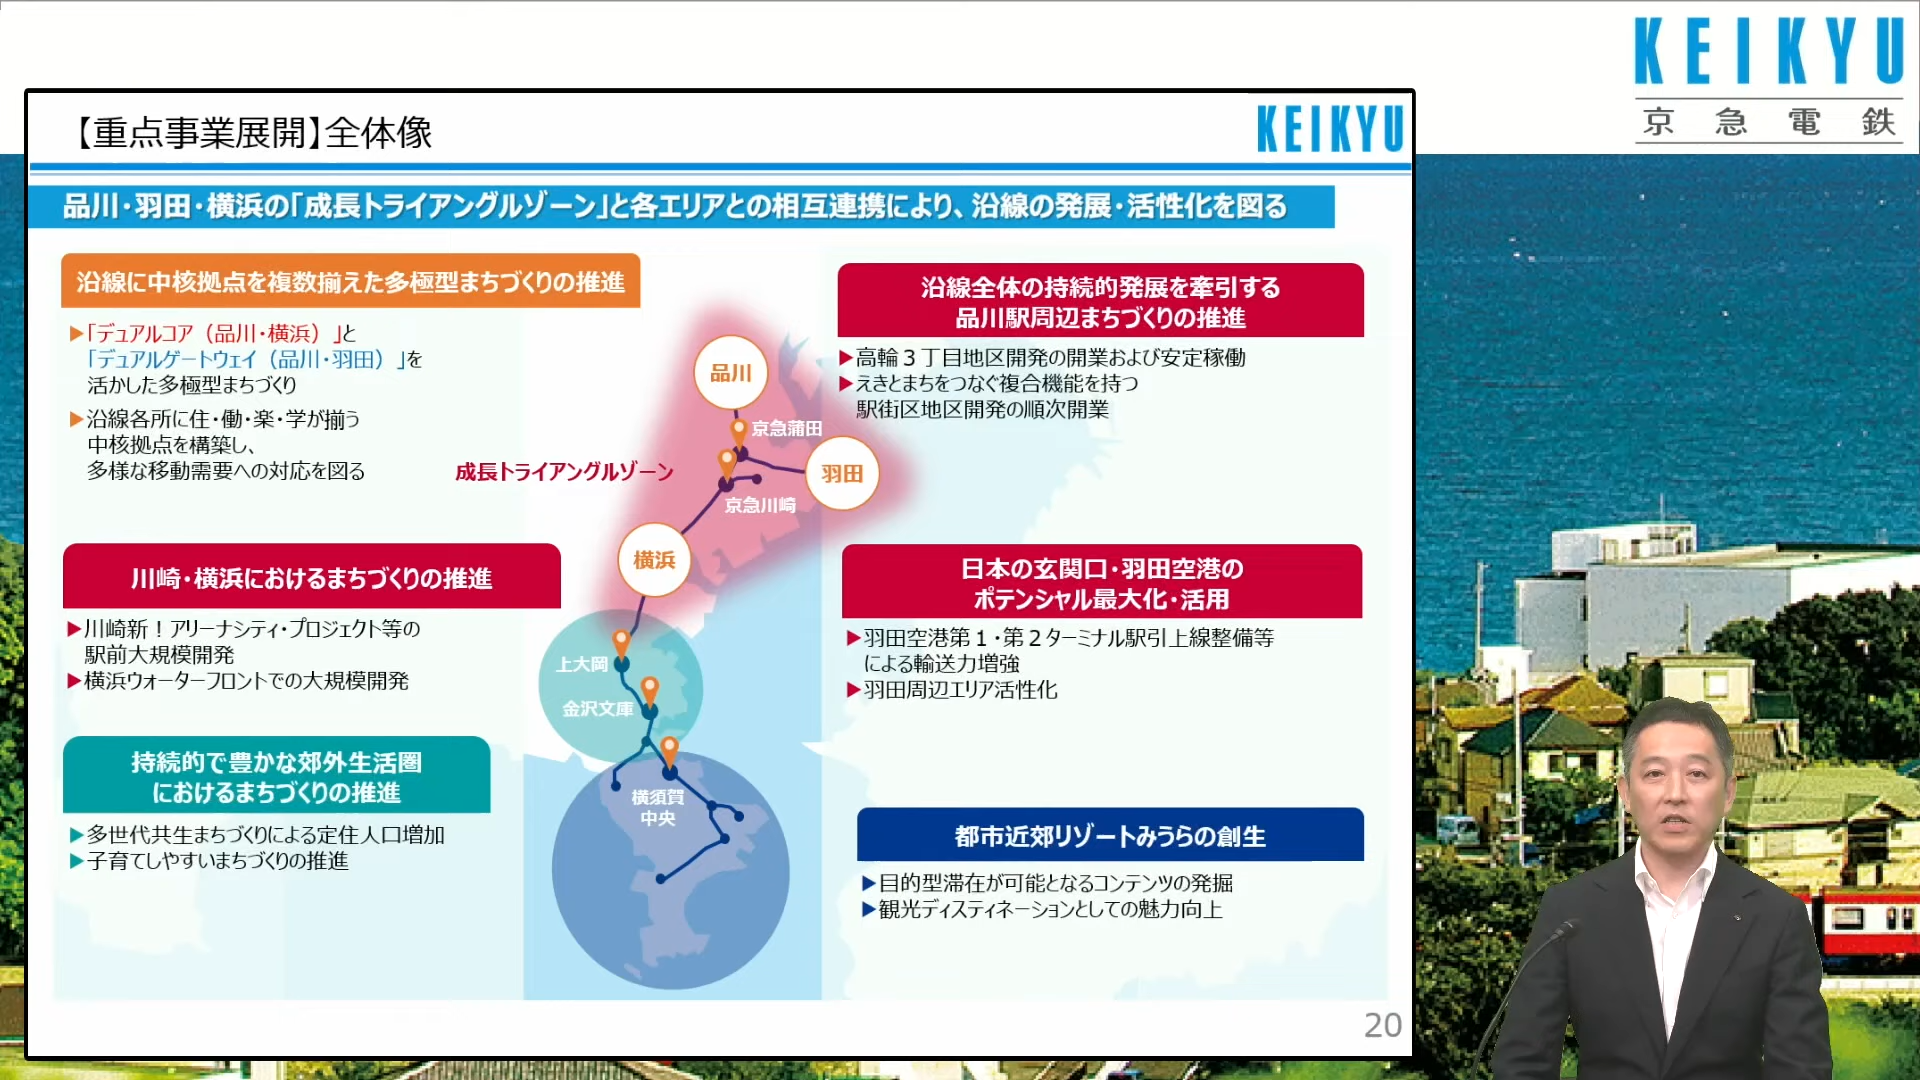 KEIKYU
京急電鉄
【重点事業展開】全体像
KEIKYU
品川・羽田・横浜の「成長トライアングルゾーン」と各エリアとの相互連携により、沿線の発展・活性化を図る
沿線に中核拠点を複数揃えた多極型まちづくりの推進
▶「デュアルコア（品川・横浜）」と
「デュアルゲートウェイ（品川・羽田）」を
活かした多極型まちづくり
▶沿線各所に住・働・楽・学が揃う
中核拠点を構築し、
多様な移動需要への対応を図る
沿線全体の持続的発展を牽引する
品川駅周辺まちづくりの推進
▶高輪３丁目地区開発の開業および安定稼働
▶えきとまちをつなぐ複合機能を持つ
駅街区地区開発の順次開業
品川
京急蒲田
成長トライアングルゾーン
羽田
京急川崎
横浜
川崎・横浜におけるまちづくりの推進
▶川崎新！アリーナシティ・プロジェクト等の
駅前大規模開発
▶横浜ウォーターフロントでの大規模開発
日本の玄関口・羽田空港の
ポテンシャル最大化・活用
▶羽田空港第１・第２ターミナル駅引上線整備等
による輸送力増強
▶羽田周辺エリア活性化
上大岡
金沢文庫
持続的で豊かな郊外生活圏
におけるまちづくりの推進
▶多世代共生まちづくりによる定住人口増加
▶子育てしやすいまちづくりの推進
横須賀
中央
都市近郊リゾートみうらの創生
▶目的型滞在が可能となるコンテンツの発掘
▶観光ディスティネーションとしての魅力向上
20